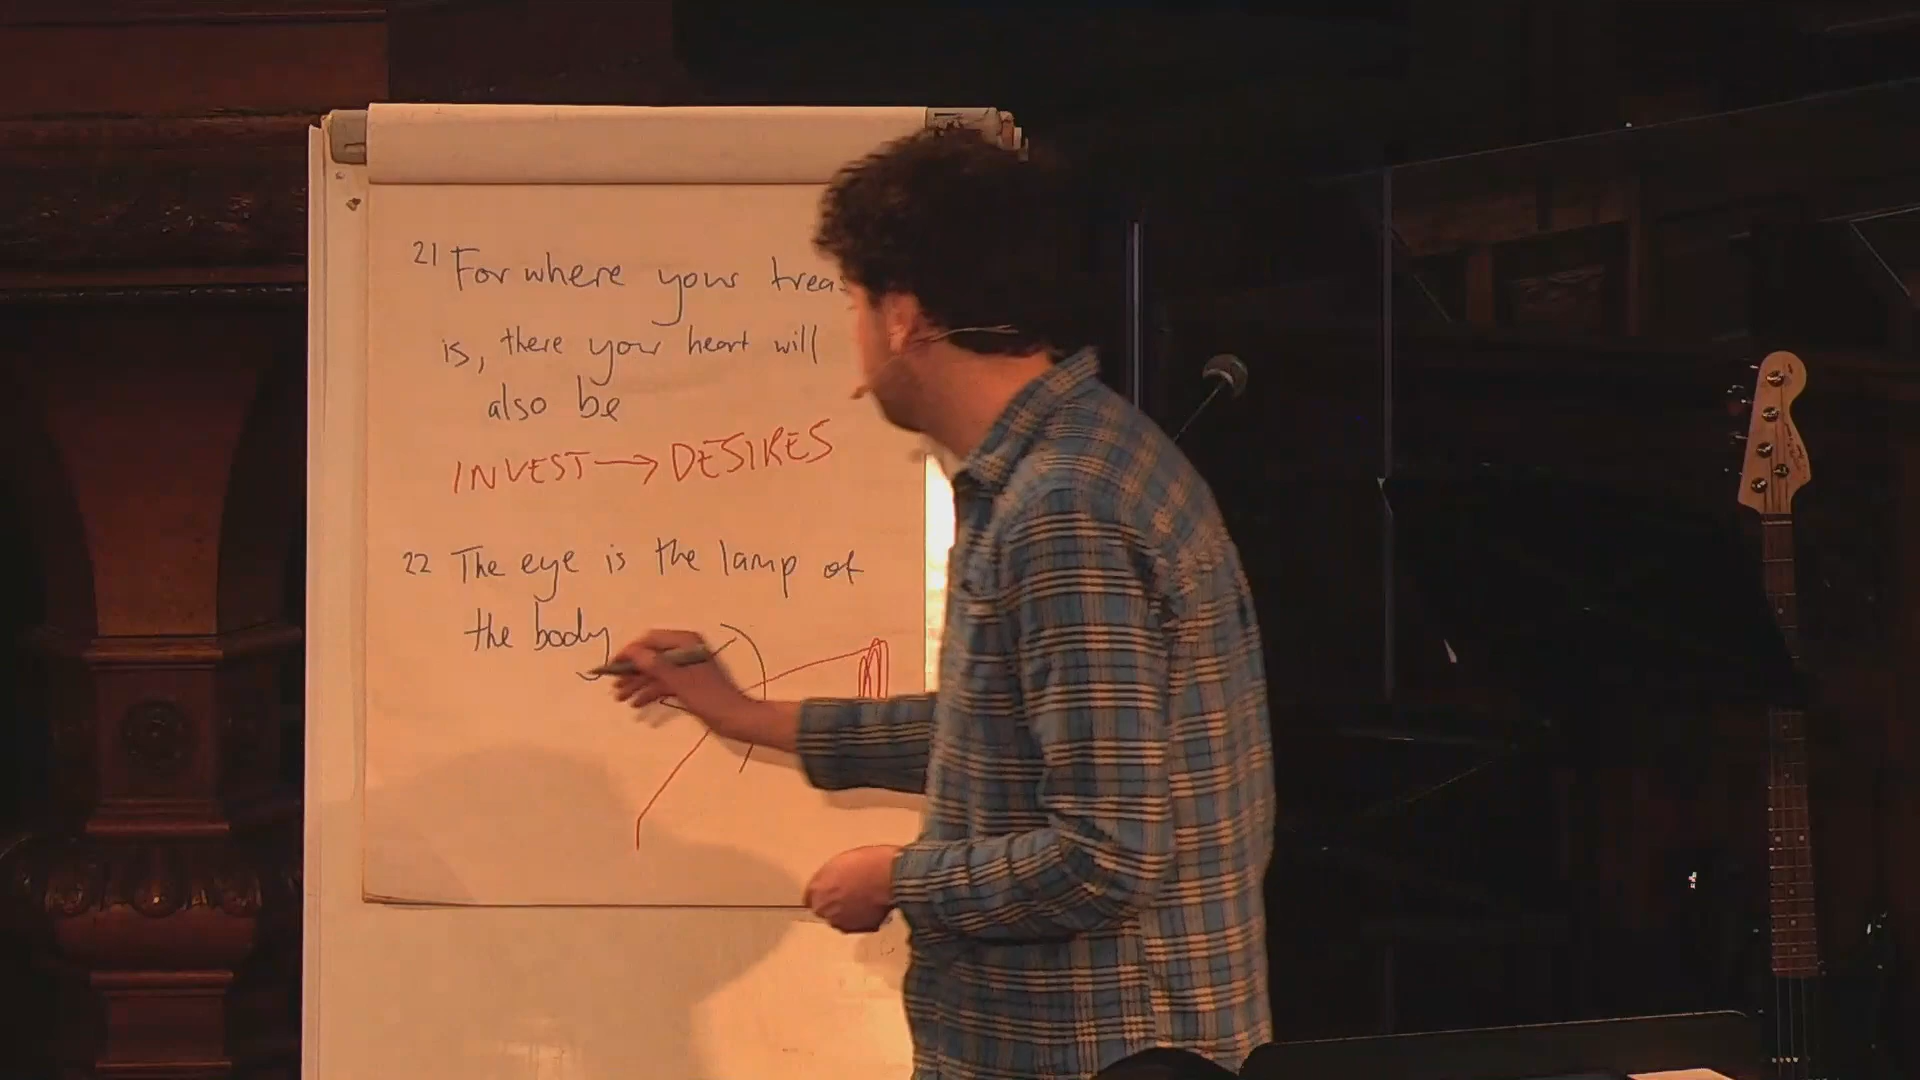 21 For where your treas
is, there your heart will
also be
INVEST → DESIRES
22 The eye is the lamp of
the body